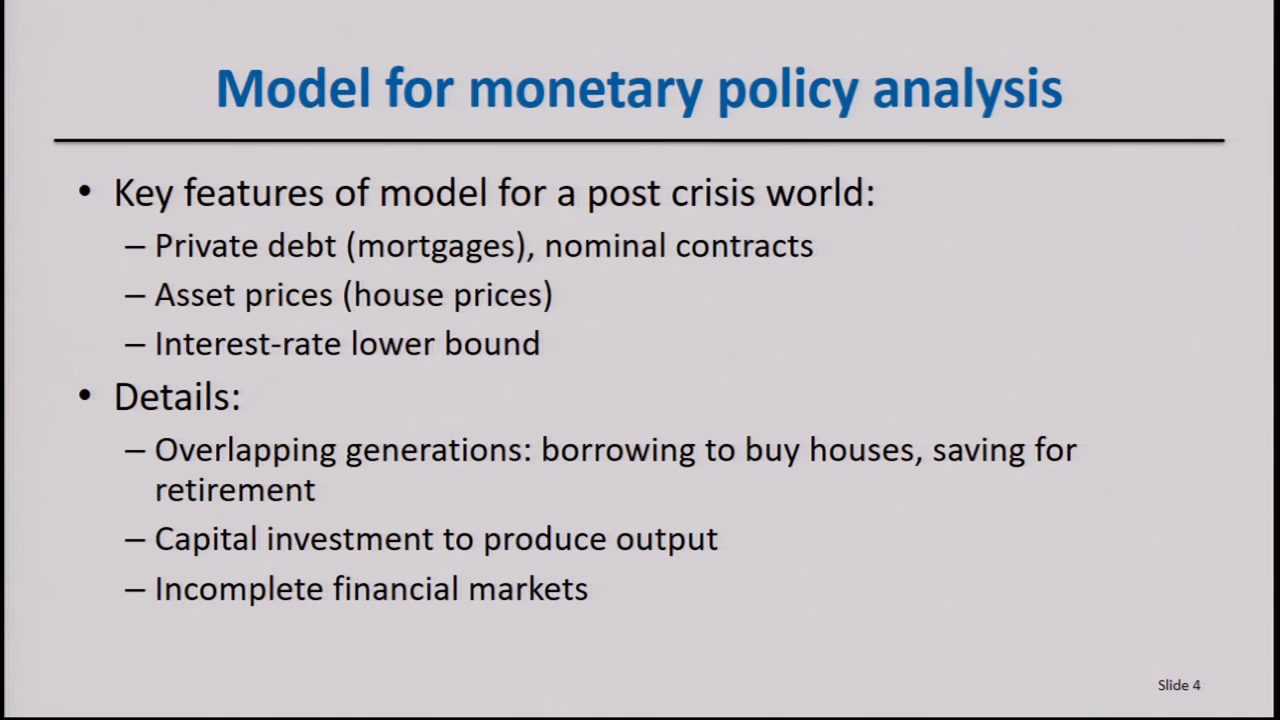 Model for monetary policy analysis
• Key features of model for a post crisis world:
– Private debt (mortgages), nominal contracts
– Asset prices (house prices)
– Interest-rate lower bound
• Details:
– Overlapping generations: borrowing to buy houses, saving for
retirement
– Capital investment to produce output
– Incomplete financial markets
Slide 4